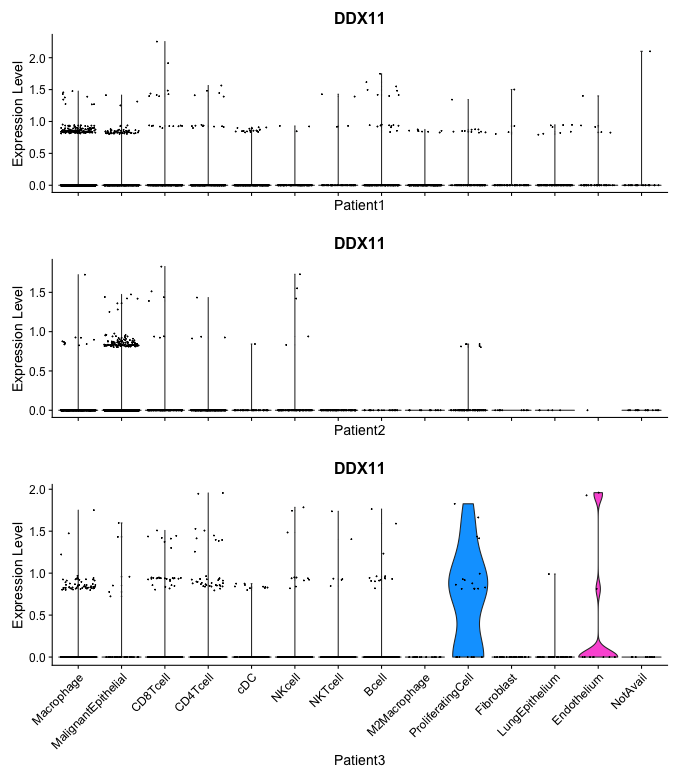 DDX11
Expression Level
2.0
1.5
1.0
0.5
0.0
Patient1
DDX11
Expression Level
1.5
1.0
0.5
0.0
Patient2
DDX11
Expression Level
2.0
1.5
1.0
0.5
0.0
Macrophage
MalignantEpithelial
CD8Tcell
CD4Tcell
cDC
NKcell
NKTcell
Bcell
M2Macrophage
ProliferatingCell
Fibroblast
LungEpithelium
Endothelium
NotAvail
Patient3